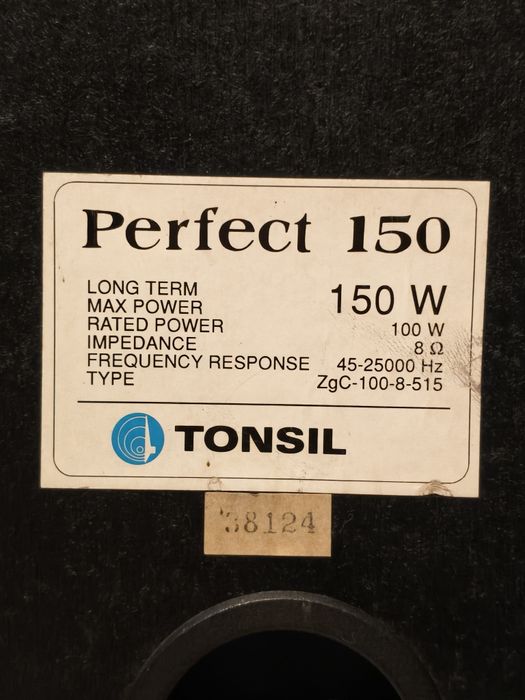 Perfect 150
LONG TERM
MAX POWER 150 W
RATED POWER 100 W
IMPEDANCE 8 Ω
FREQUENCY RESPONSE 45-25000 Hz
TYPE ZgC-100-8-515
TONSIL
38124